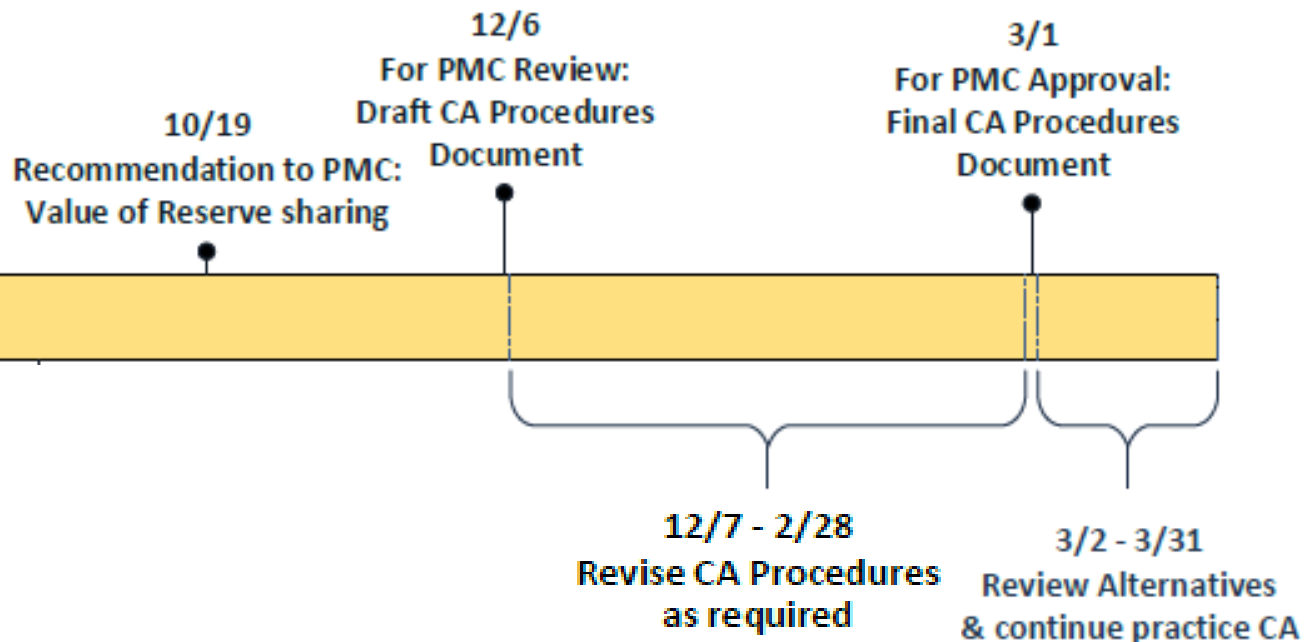 10/19
Recommendation to PMC:
Value of Reserve sharing
12/6
For PMC Review:
Draft CA Procedures
Document
3/1
For PMC Approval:
Final CA Procedures
Document
12/7 - 2/28
Revise CA Procedures
as required
3/2 - 3/31
Review Alternatives
& continue practice CA